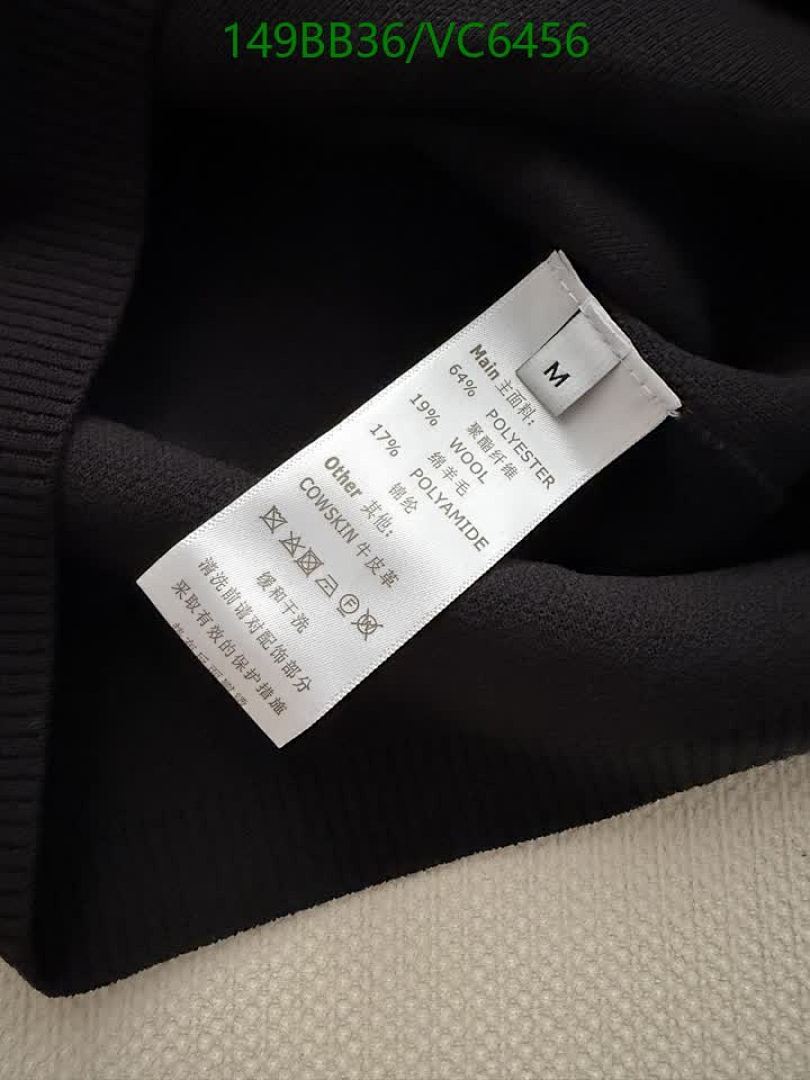 149BB36/VC6456
M
Main 主面料:
64% POLYESTER
聚酯纤维
19% WOOL
绵羊毛
17% POLYAMIDE
锦纶
Other 其他:
COWSKIN 牛皮革
缓和干洗
清洗前请对配饰部分
采取有效的保护措施